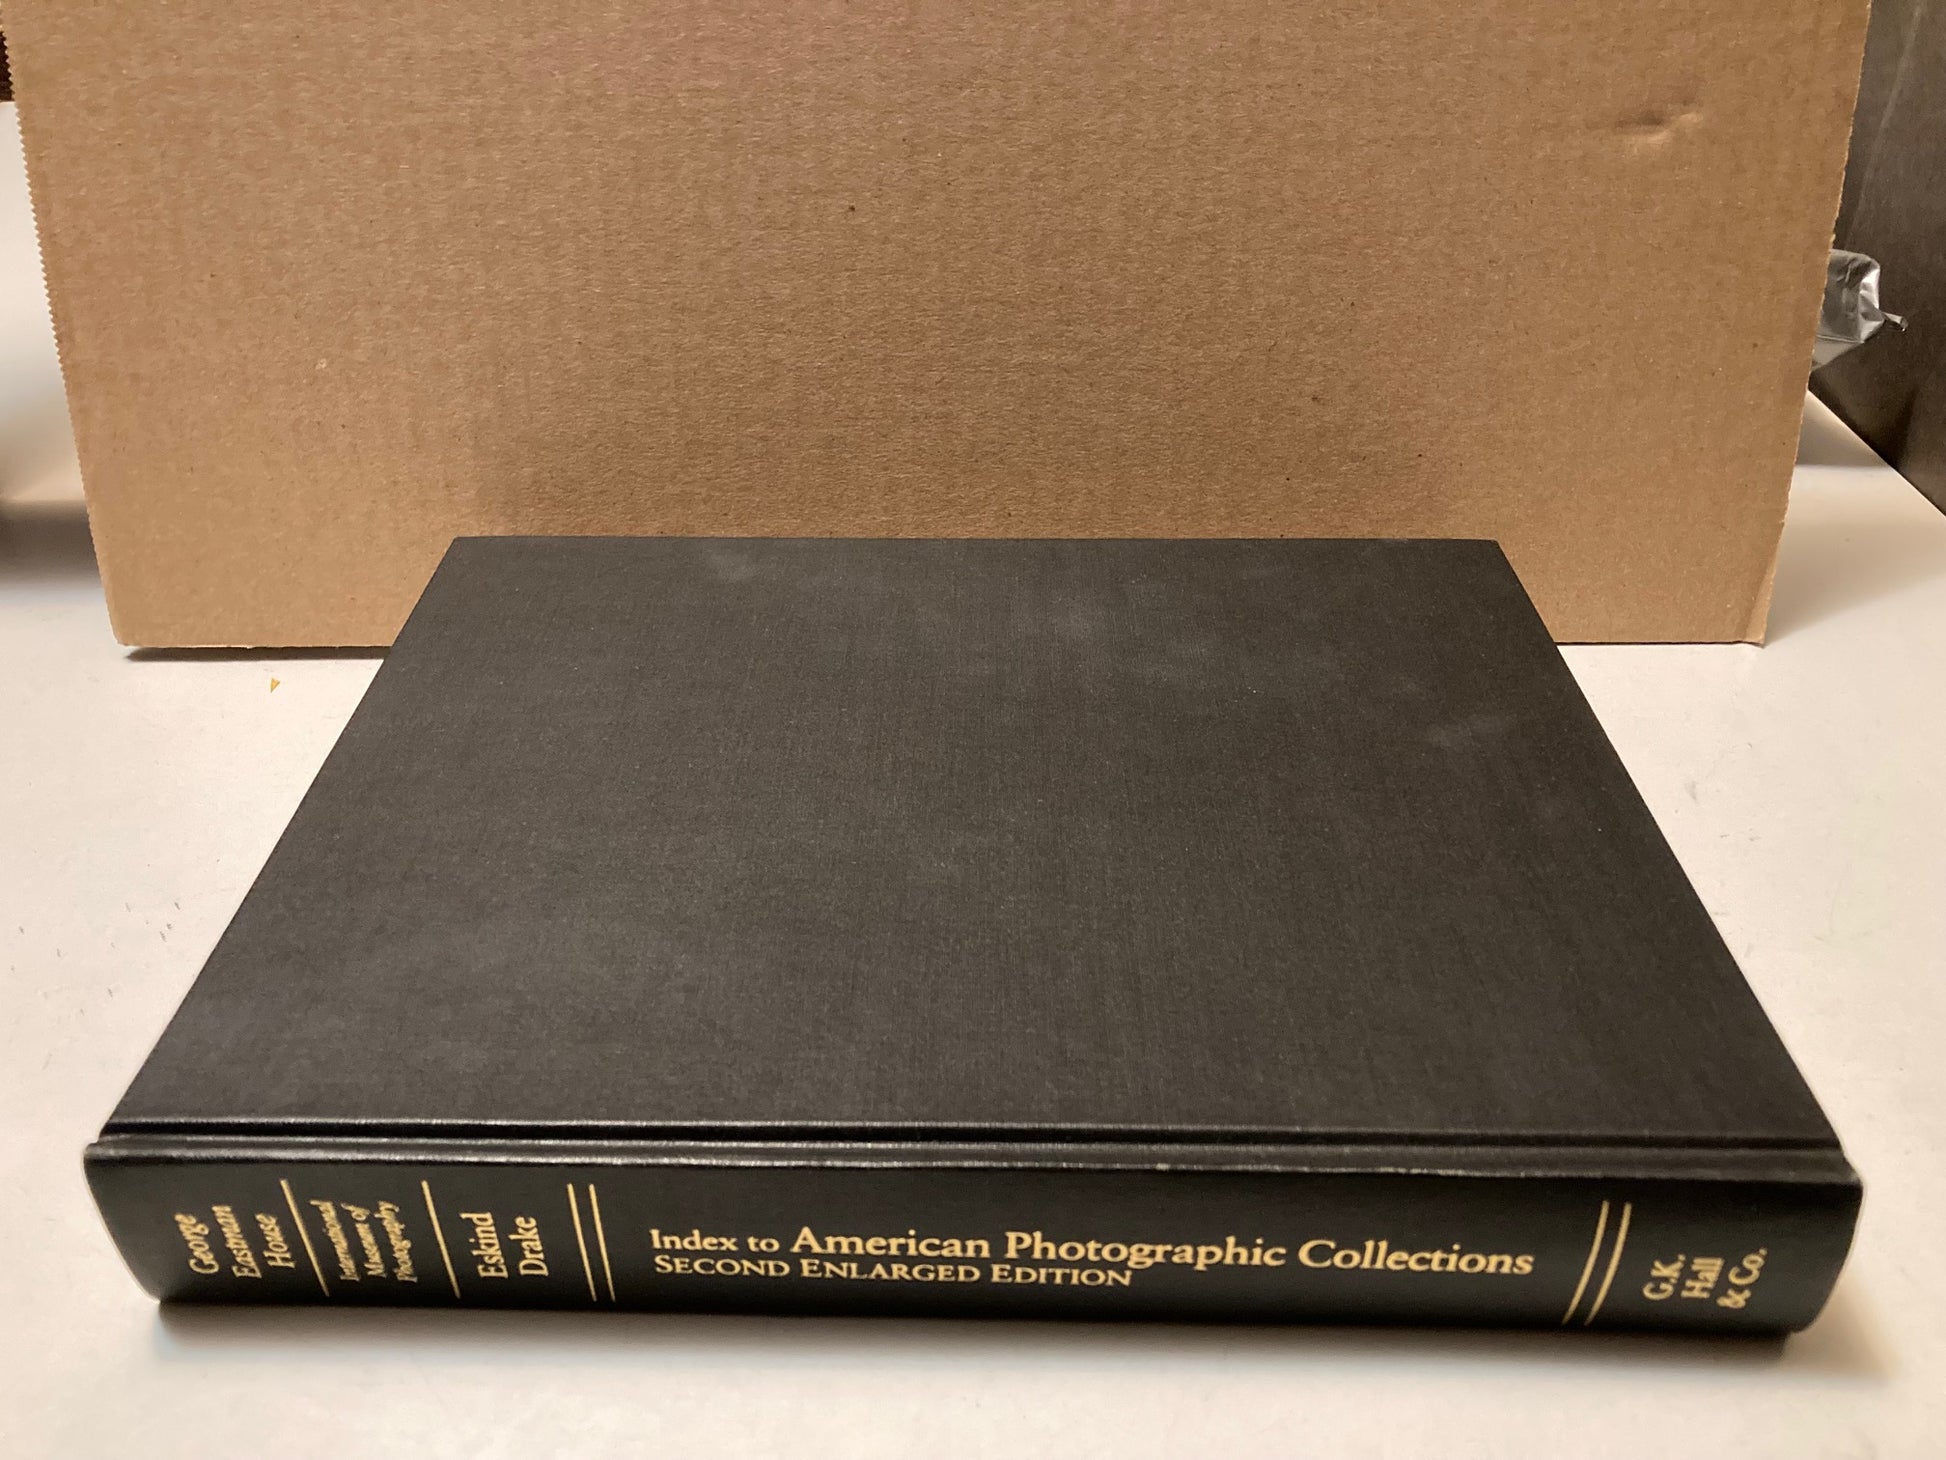 George
Eastman
House
International
Museum of
Photography
Eskind
Drake
Index to American Photographic Collections
SECOND ENLARGED EDITION
G.K.
Hall
& Co.